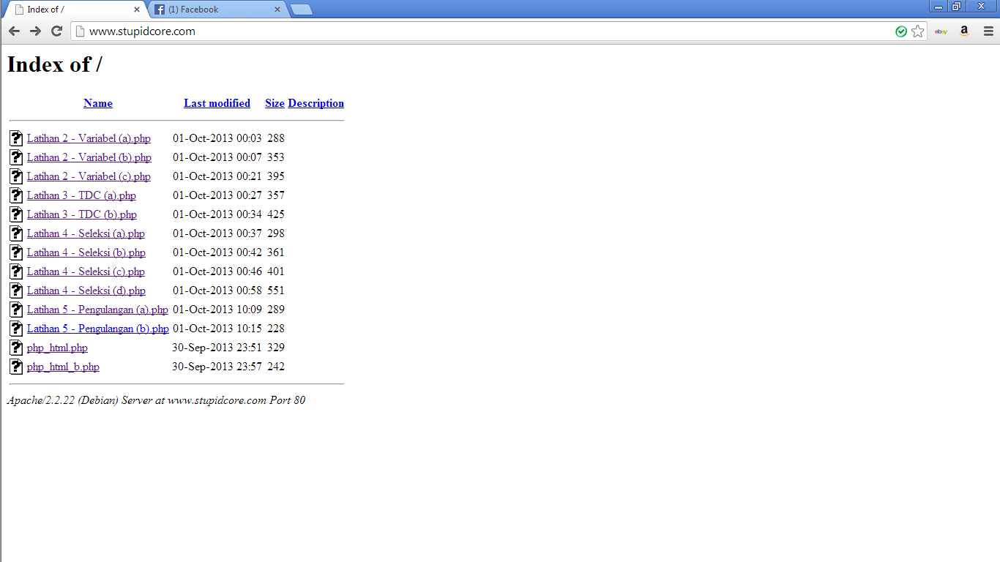 Index of /
(1) Facebook
www.stupidcore.com
ebay
a
Index of /
Name Last modified Size Description
Latihan 2 - Variabel (a).php 01-Oct-2013 00:03 288
Latihan 2 - Variabel (b).php 01-Oct-2013 00:07 353
Latihan 2 - Variabel (c).php 01-Oct-2013 00:21 395
Latihan 3 - TDC (a).php 01-Oct-2013 00:27 357
Latihan 3 - TDC (b).php 01-Oct-2013 00:34 425
Latihan 4 - Seleksi (a).php 01-Oct-2013 00:37 298
Latihan 4 - Seleksi (b).php 01-Oct-2013 00:42 361
Latihan 4 - Seleksi (c).php 01-Oct-2013 00:46 401
Latihan 4 - Seleksi (d).php 01-Oct-2013 00:58 551
Latihan 5 - Pengulangan (a).php 01-Oct-2013 10:09 289
Latihan 5 - Pengulangan (b).php 01-Oct-2013 10:15 228
php_html.php 30-Sep-2013 23:51 329
php_html_b.php 30-Sep-2013 23:57 242
Apache/2.2.22 (Debian) Server at www.stupidcore.com Port 80